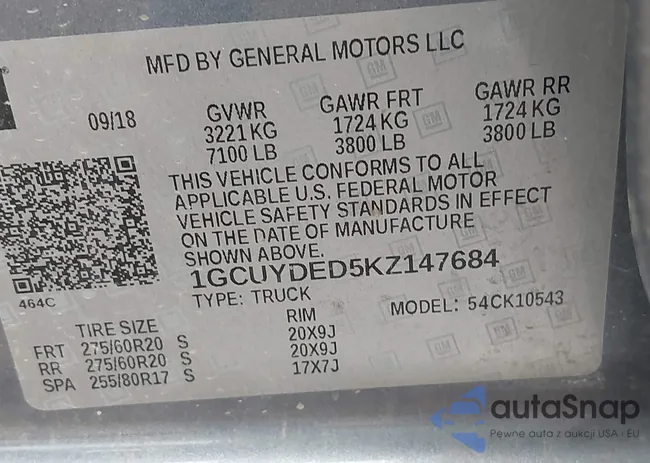 MFD BY GENERAL MOTORS LLC
09/18
GVWR
3221 KG
7100 LB
GAWR FRT
1724 KG
3800 LB
GAWR RR
1724 KG
3800 LB
THIS VEHICLE CONFORMS TO ALL
APPLICABLE U.S. FEDERAL MOTOR
VEHICLE SAFETY STANDARDS IN EFFECT
ON THE DATE OF MANUFACTURE
SHOWN ABOVE.
1GCUYDED5KZ147684
464C
TYPE: TRUCK
MODEL: 54CK10543
TIRE SIZE RIM
FRT 275/60R20 S 20X9J
RR 275/60R20 S 20X9J
SPA 255/80R17 S 17X7J
GM
autaSnap
Pewne auta z aukcji USA i EU